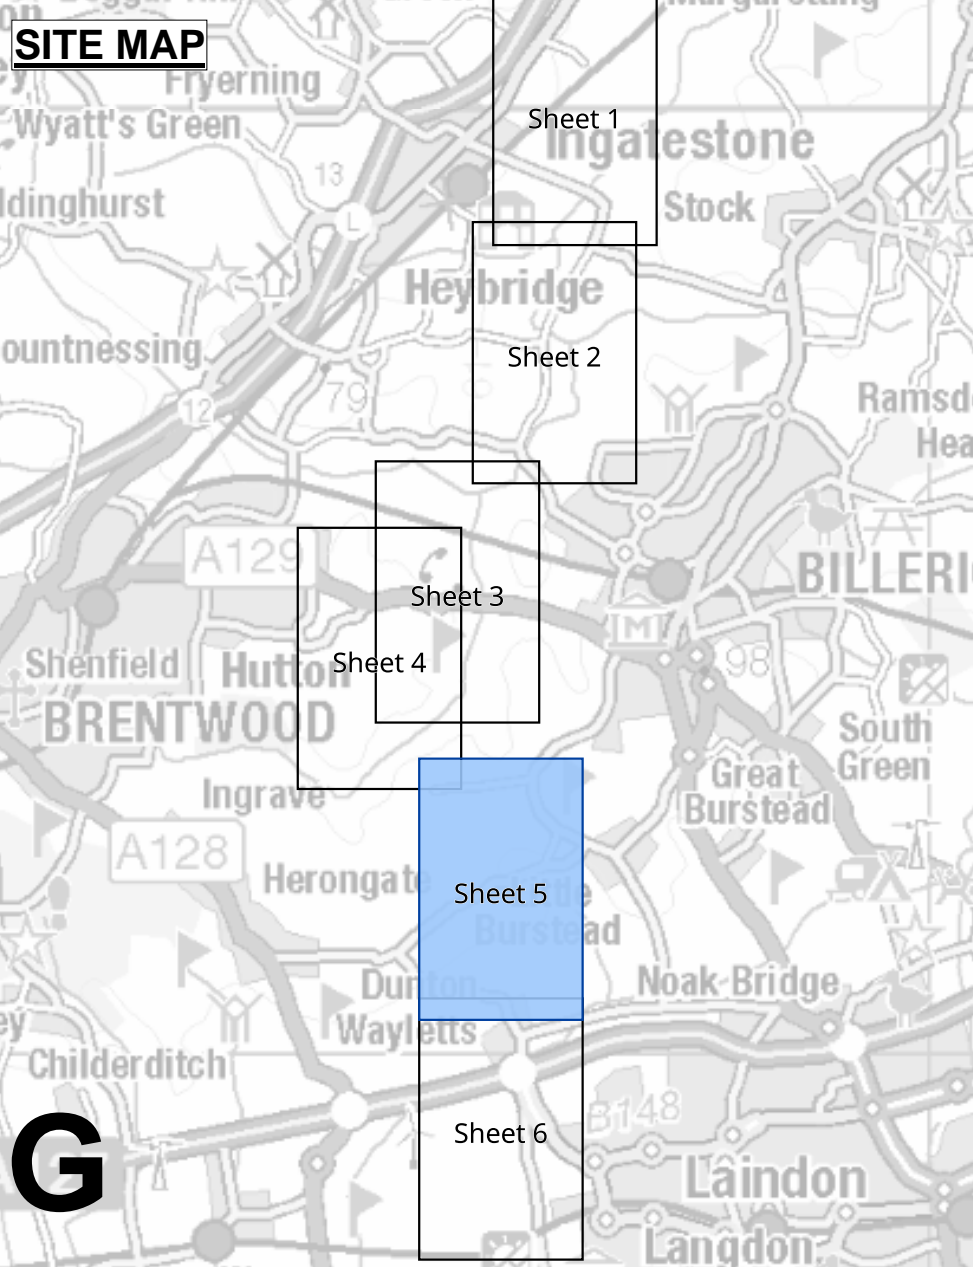 SITE MAP
Fryerning
Wyatt's Green
Sheet 1
Ingatestone
13
Stock
L
Heybridge
Sheet 2
ountnessing
79
12
Ramsd
Hea
A129
BILLERI
Sheet 3
M
Shenfield
Hutton
Sheet 4
98
BRENTWOOD
South
Green
Great
Burstead
Ingrave
A128
Herongate
Sheet 5
Little
Burstead
Dunton
Wayletts
Noak Bridge
ey
Childerditch
B148
G
Sheet 6
Laindon
Langdon